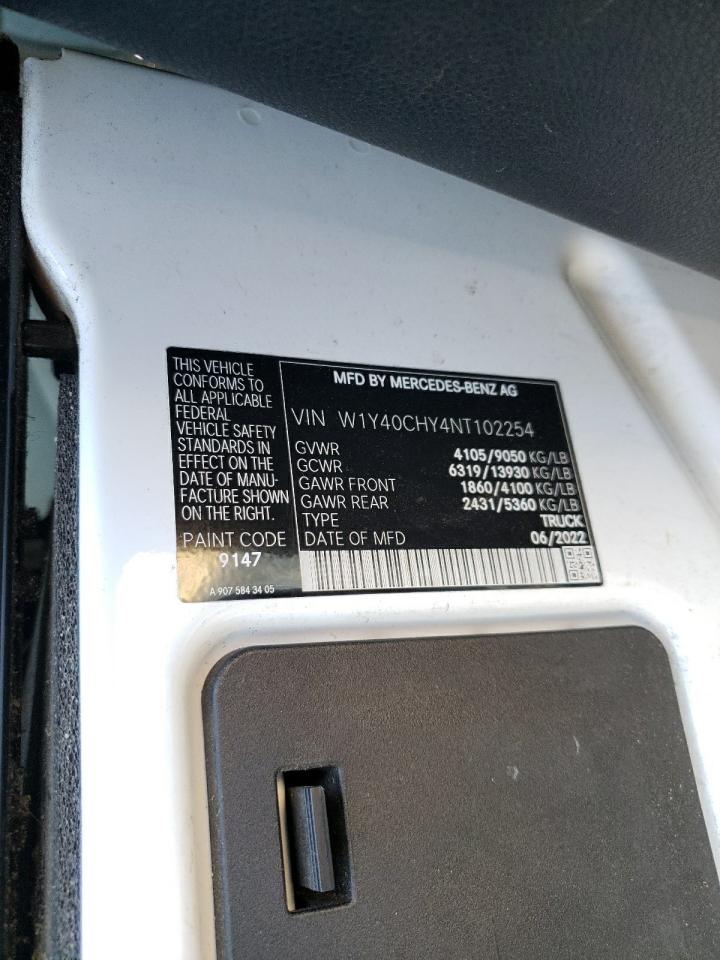 THIS VEHICLE
CONFORMS TO
ALL APPLICABLE
FEDERAL
VEHICLE SAFETY
STANDARDS IN
EFFECT ON THE
DATE OF MANU-
FACTURE SHOWN
ON THE RIGHT.
PAINT CODE
9147
A 907 584 34 05
MFD BY MERCEDES-BENZ AG
VIN W1Y40CHY4NT102254
GVWR 4105/9050 KG/LB
GCWR 6319/13930 KG/LB
GAWR FRONT 1860/4100 KG/LB
GAWR REAR 2431/5360 KG/LB
TYPE TRUCK
DATE OF MFD 06/2022